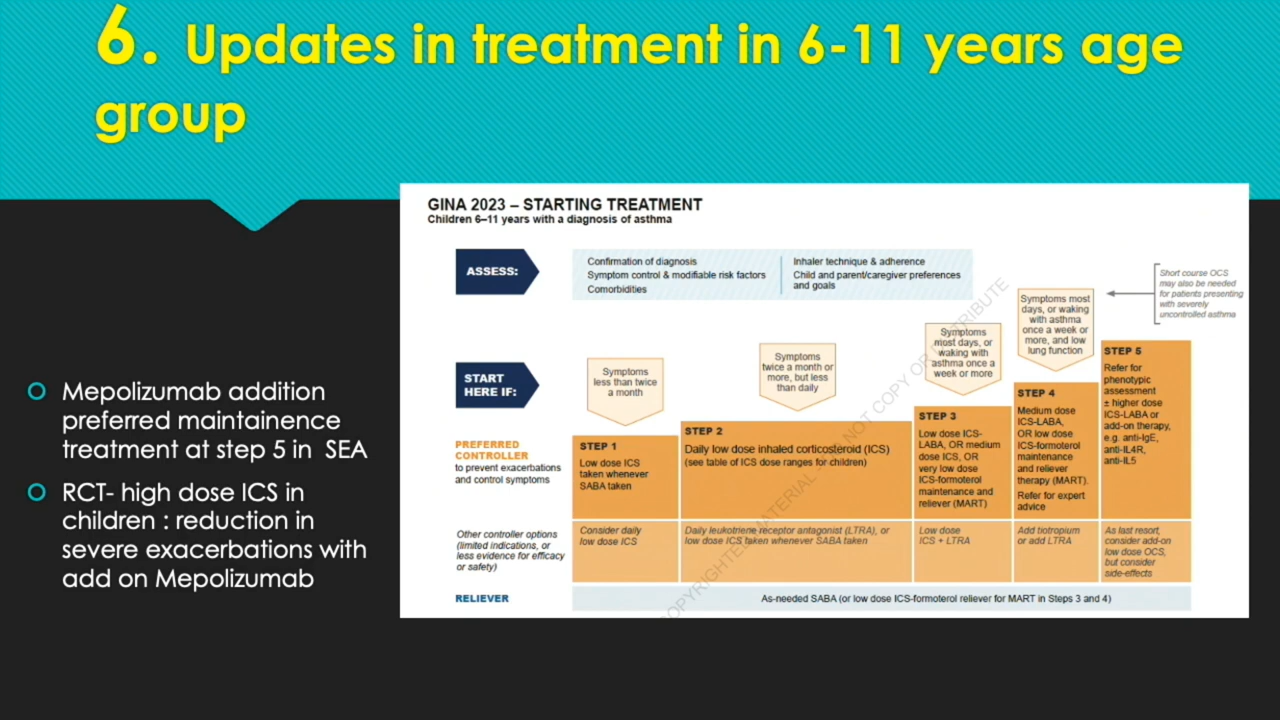 6. Updates in treatment in 6-11 years age
group
Mepolizumab addition
preferred maintainence
treatment at step 5 in SEA
RCT- high dose ICS in
children : reduction in
severe exacerbations with
add on Mepolizumab
GINA 2023 – STARTING TREATMENT
Children 6–11 years with a diagnosis of asthma
ASSESS:
Confirmation of diagnosis
Symptom control & modifiable risk factors
Comorbidities
Inhaler technique & adherence
Child and parent/caregiver preferences
and goals
Short course OCS
may also be needed
for patients presenting
with severely
uncontrolled asthma
START
HERE IF:
Symptoms
less than twice
a month
Symptoms
twice a month or
more, but less
than daily
Symptoms
most days, or
waking with
asthma once a
week or more
Symptoms most
days, or waking
with asthma
once a week or
more, and low
lung function
PREFERRED
CONTROLLER
to prevent exacerbations
and control symptoms
STEP 1
Low dose ICS
taken whenever
SABA taken
STEP 2
Daily low dose inhaled corticosteroid (ICS)
(see table of ICS dose ranges for children)
STEP 3
Low dose ICS-
LABA, OR medium
dose ICS, OR
very low dose
ICS-formoterol
maintenance and
reliever (MART)
STEP 4
Medium dose
ICS-LABA,
OR low dose
ICS-formoterol
maintenance
and reliever
therapy (MART).
Refer for expert
advice
STEP 5
Refer for
phenotypic
assessment
± higher dose
ICS-LABA or
add-on therapy,
e.g. anti-IgE,
anti-IL4R,
anti-IL5
Other controller options
(limited indications, or
less evidence for efficacy
or safety)
Consider daily
low dose ICS
Daily leukotriene receptor antagonist (LTRA), or
low dose ICS taken whenever SABA taken
Low dose
ICS + LTRA
Add tiotropium
or add LTRA
As last resort,
consider add-on
low dose OCS,
but consider
side-effects
RELIEVER
As-needed SABA (or low dose ICS-formoterol reliever for MART in Steps 3 and 4)
COPYRIGHTED MATERIAL - DO NOT COPY OR DISTRIBUTE